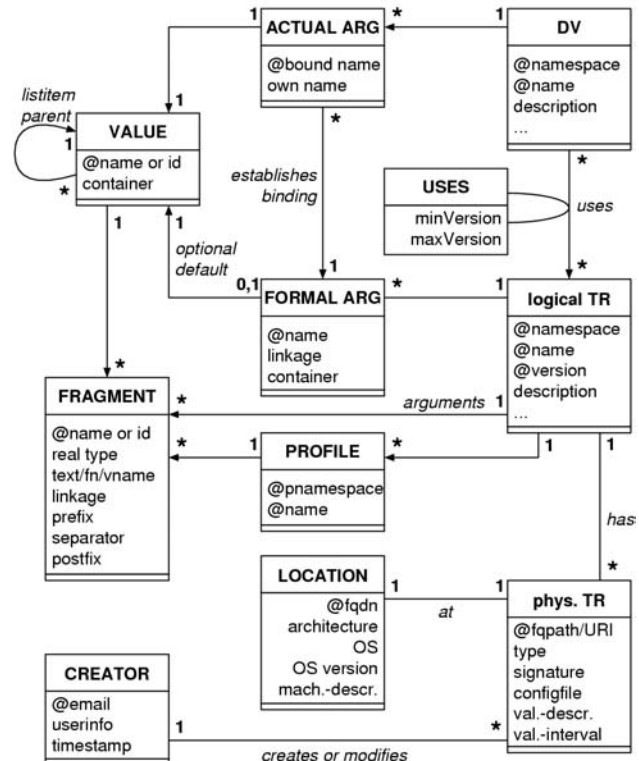 1
ACTUAL ARG
*
1
DV
@bound name
own name
@namespace
@name
description
...
listitem
parent
1
VALUE
1
@name or id
container
*
*
*
establishes
binding
USES
minVersion
maxVersion
uses
1
1
optional
default
0,1
1
*
FORMAL ARG
*
1
logical TR
@name
linkage
container
@namespace
@name
@version
description
...
*
FRAGMENT
*
arguments
1
@name or id
real type
text/fn/vname
linkage
prefix
separator
postfix
*
1
PROFILE
*
1
1
@pnamespace
@name
has
LOCATION
1
at
1
*
phys. TR
@fqdn
architecture
OS
OS version
mach.-descr.
@fqpath/URI
type
signature
configfile
val.-descr.
val.-interval
CREATOR
@email
userinfo
timestamp
1
*
creates or modifies